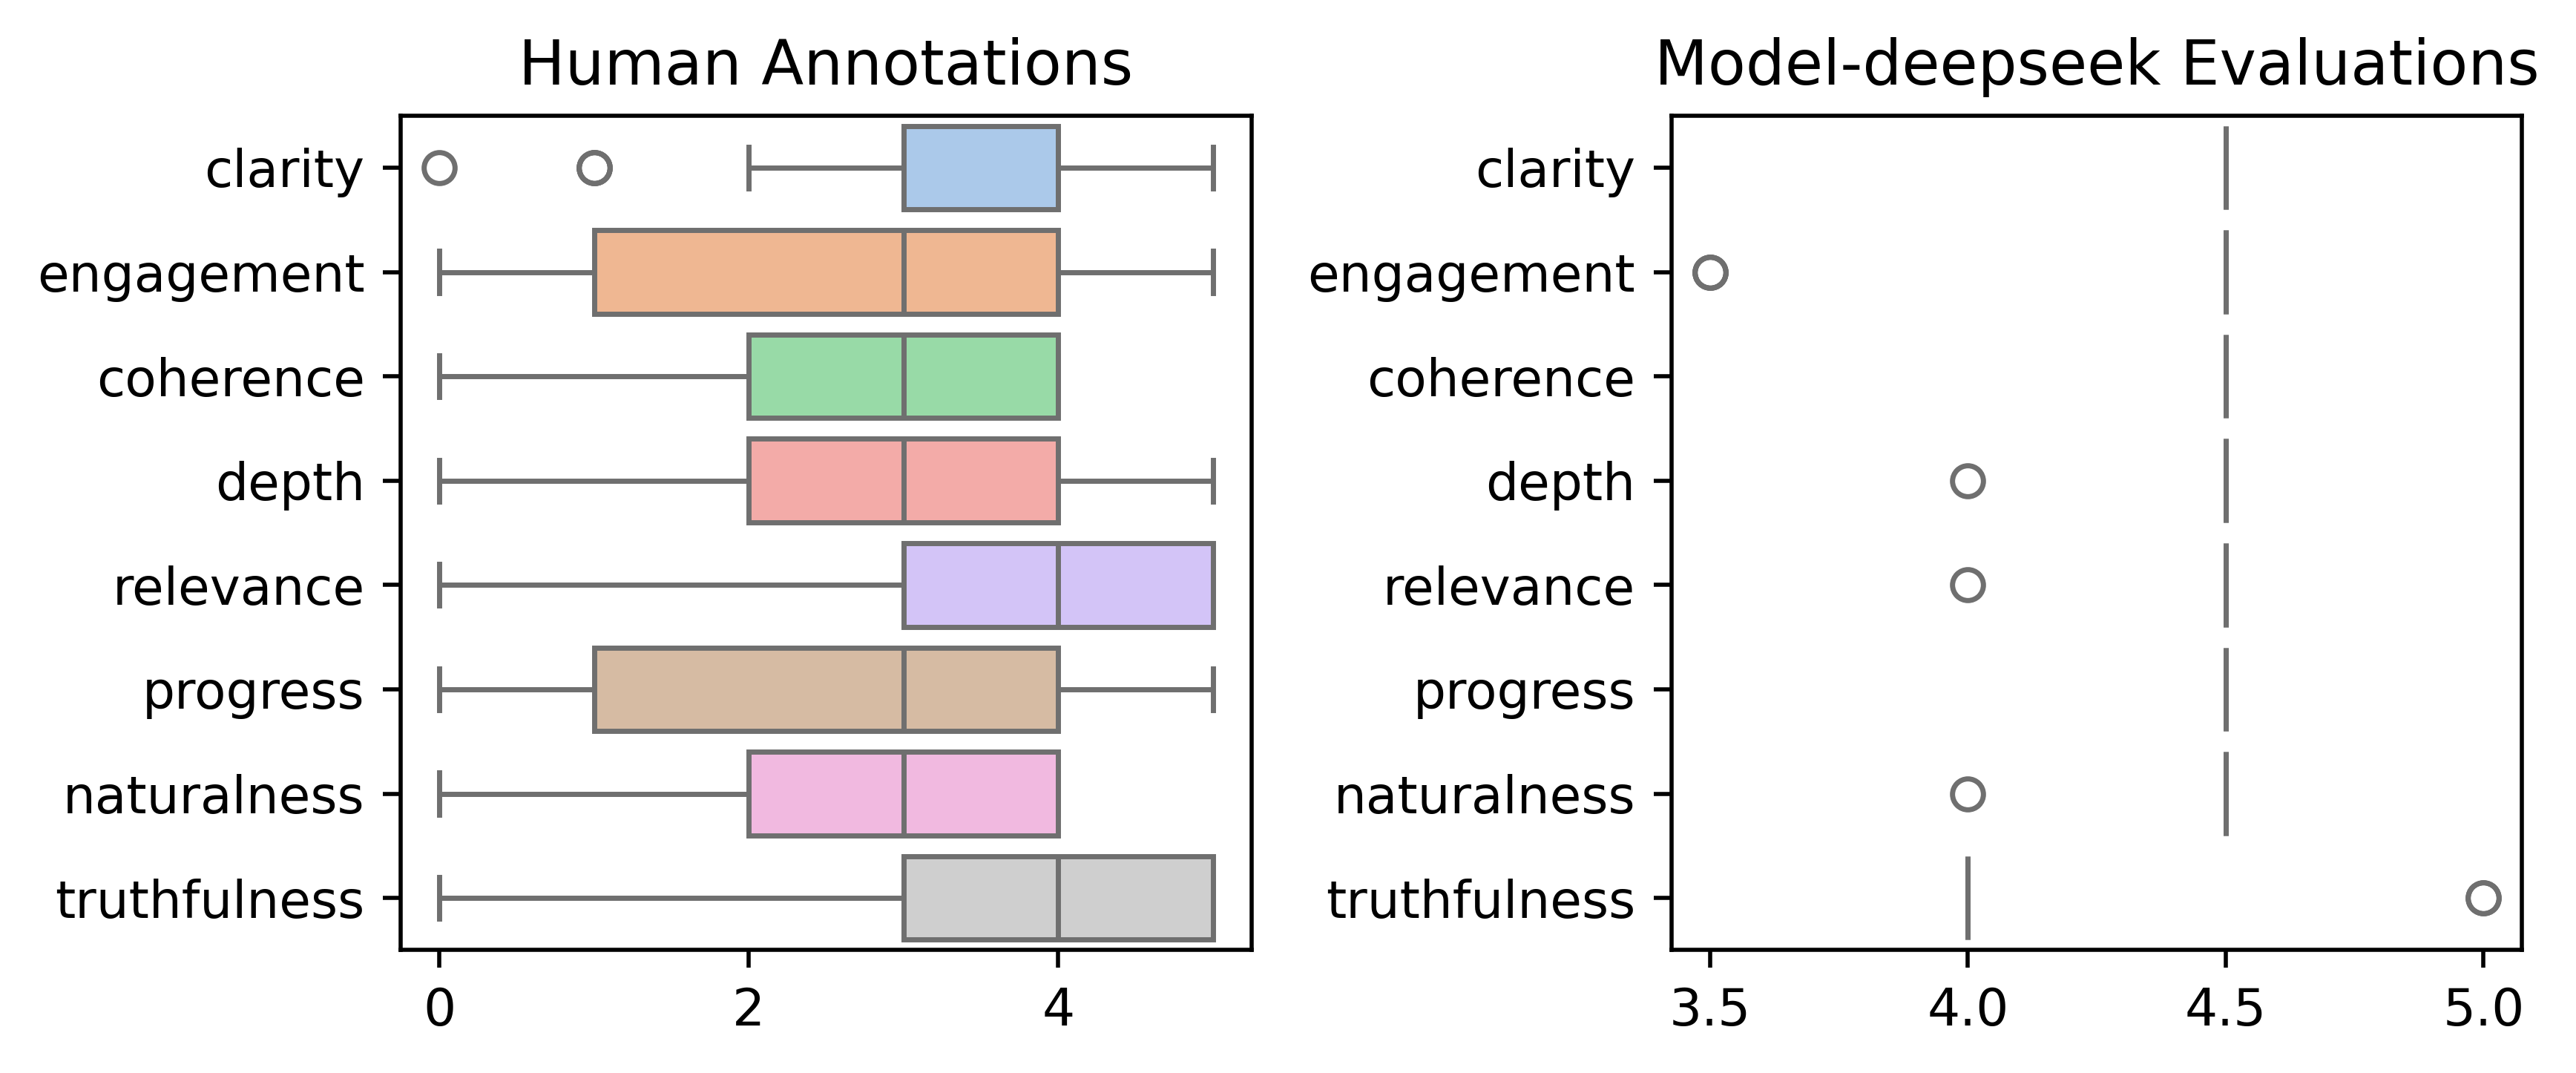 Human Annotations
clarity
engagement
coherence
depth
relevance
progress
naturalness
truthfulness
0 2 4
Model-deepseek Evaluations
clarity
engagement
coherence
depth
relevance
progress
naturalness
truthfulness
3.5 4.0 4.5 5.0